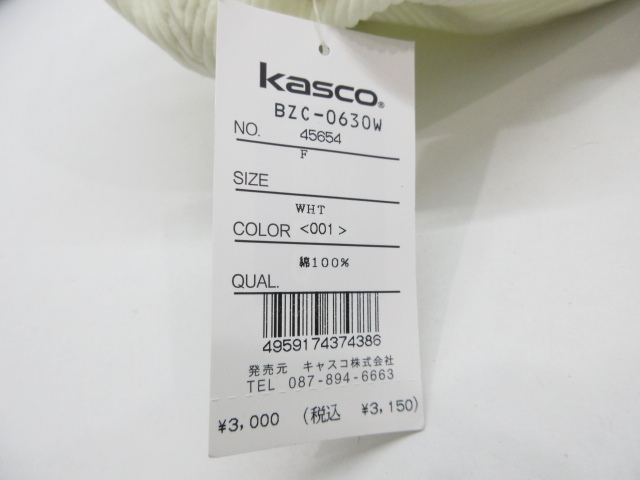 Kasco®
BZC-0630W
NO. 45654
F
SIZE
WHT
COLOR <001>
綿100%
QUAL.
4959174374386
発売元 キャスコ株式会社
TEL 087-894-6663
¥3,000 (税込 ¥3,150)